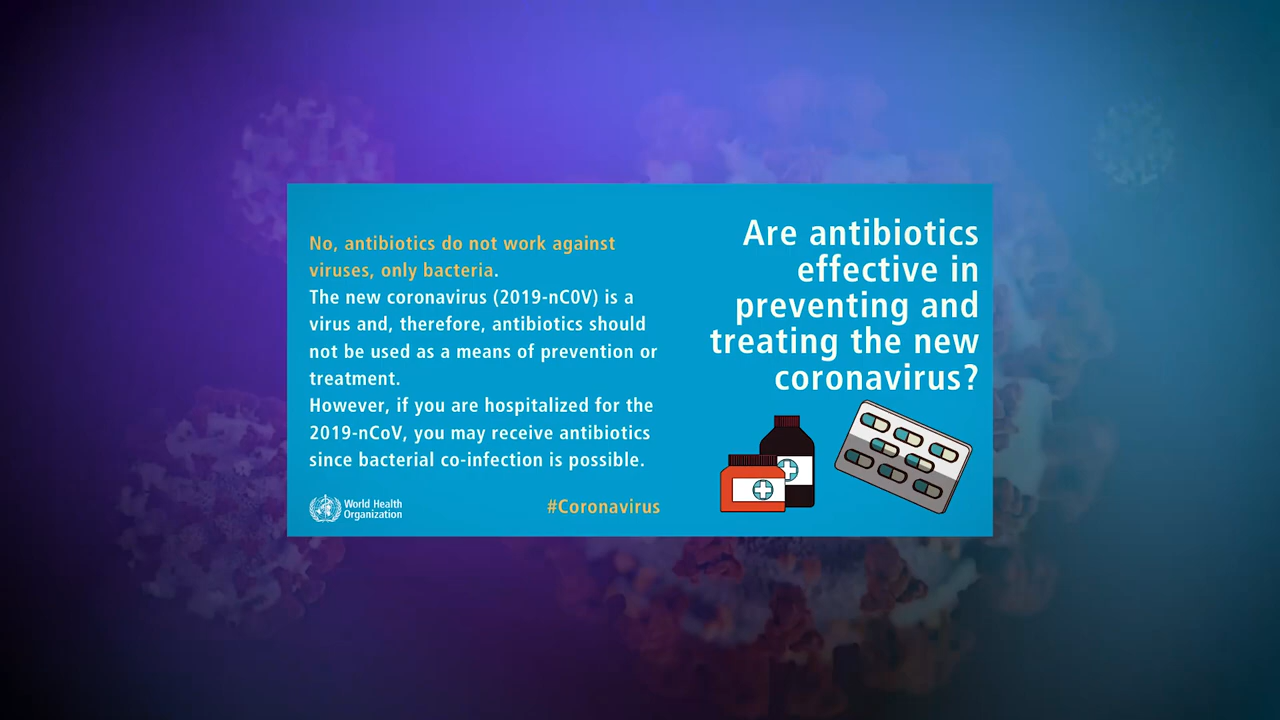 Are antibiotics
effective in
preventing and
treating the new
coronavirus?
No, antibiotics do not work against
viruses, only bacteria.
The new coronavirus (2019-nC0V) is a
virus and, therefore, antibiotics should
not be used as a means of prevention or
treatment.
However, if you are hospitalized for the
2019-nCoV, you may receive antibiotics
since bacterial co-infection is possible.
World Health
Organization
#Coronavirus